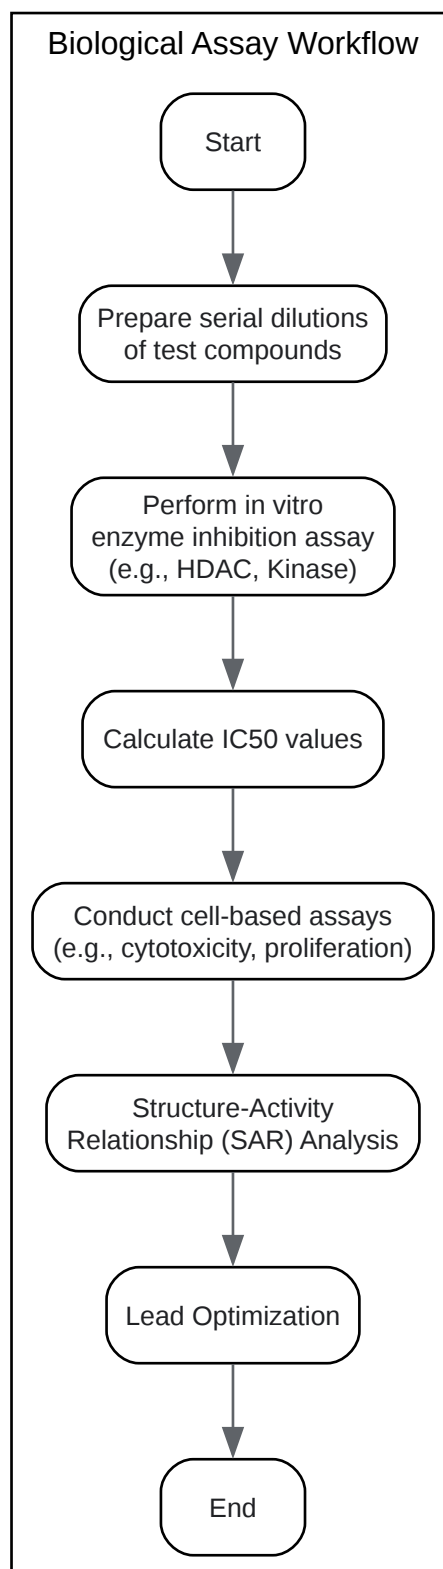 Biological Assay Workflow
Start
Prepare serial dilutions
of test compounds
Perform in vitro
enzyme inhibition assay
(e.g., HDAC, Kinase)
Calculate IC50 values
Conduct cell-based assays
(e.g., cytotoxicity, proliferation)
Structure-Activity
Relationship (SAR) Analysis
Lead Optimization
End